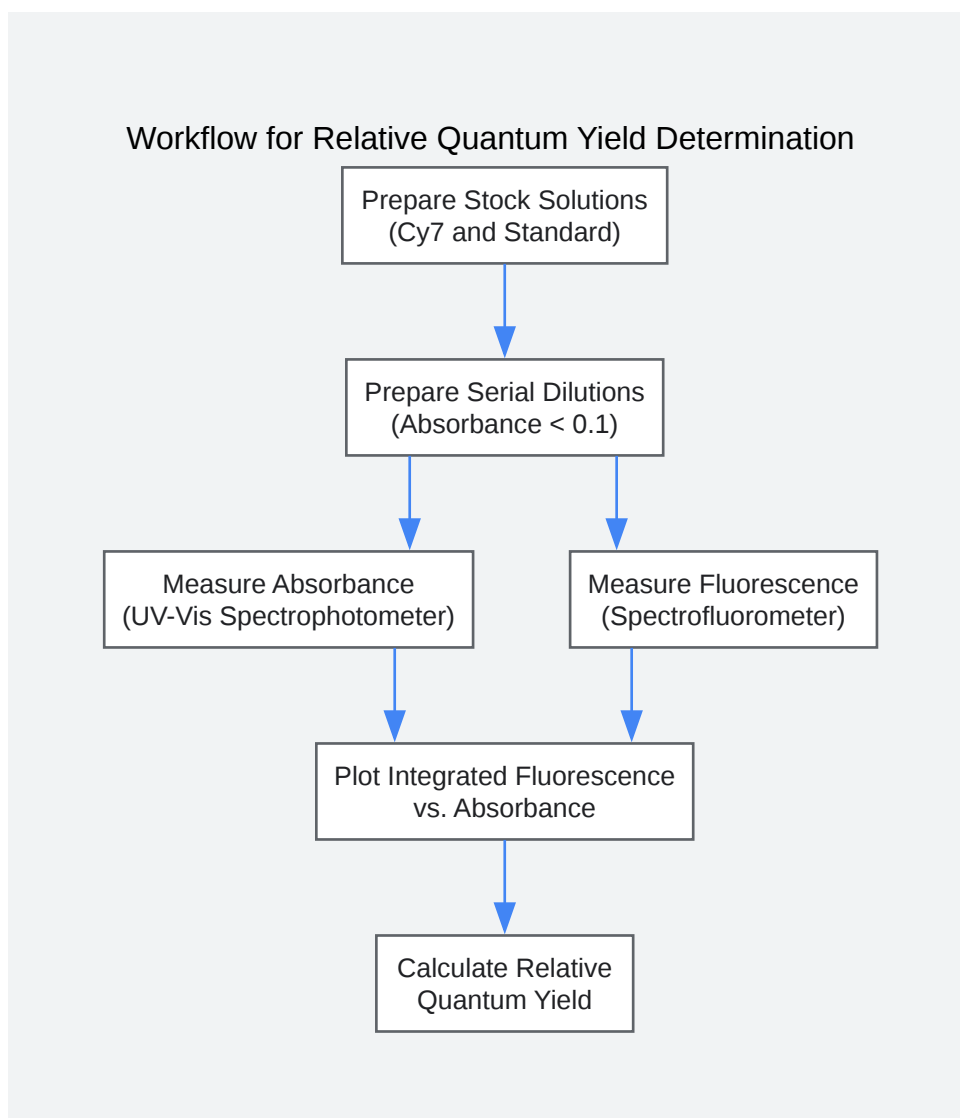 Workflow for Relative Quantum Yield Determination
Prepare Stock Solutions
(Cy7 and Standard)
Prepare Serial Dilutions
(Absorbance < 0.1)
Measure Absorbance
(UV-Vis Spectrophotometer)
Measure Fluorescence
(Spectrofluorometer)
Plot Integrated Fluorescence
vs. Absorbance
Calculate Relative
Quantum Yield